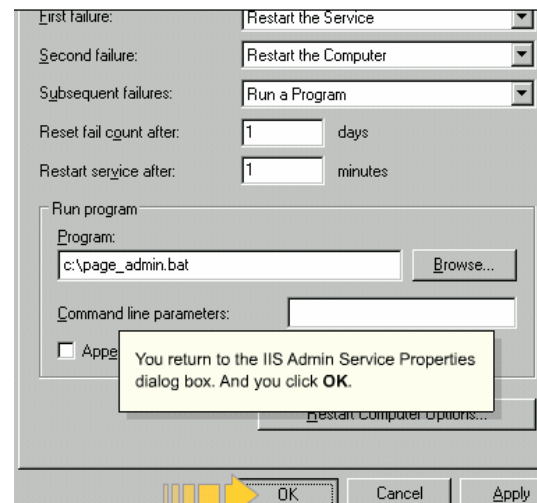 First failure: Restart the Service
Second failure: Restart the Computer
Subsequent failures: Run a Program
Reset fail count after: 1 days
Restart service after: 1 minutes
Run program
Program:
c:\page_admin.bat Browse...
Command line parameters:
Appe
You return to the IIS Admin Service Properties
dialog box. And you click OK.
Restart Computer Options...
OK Cancel Apply